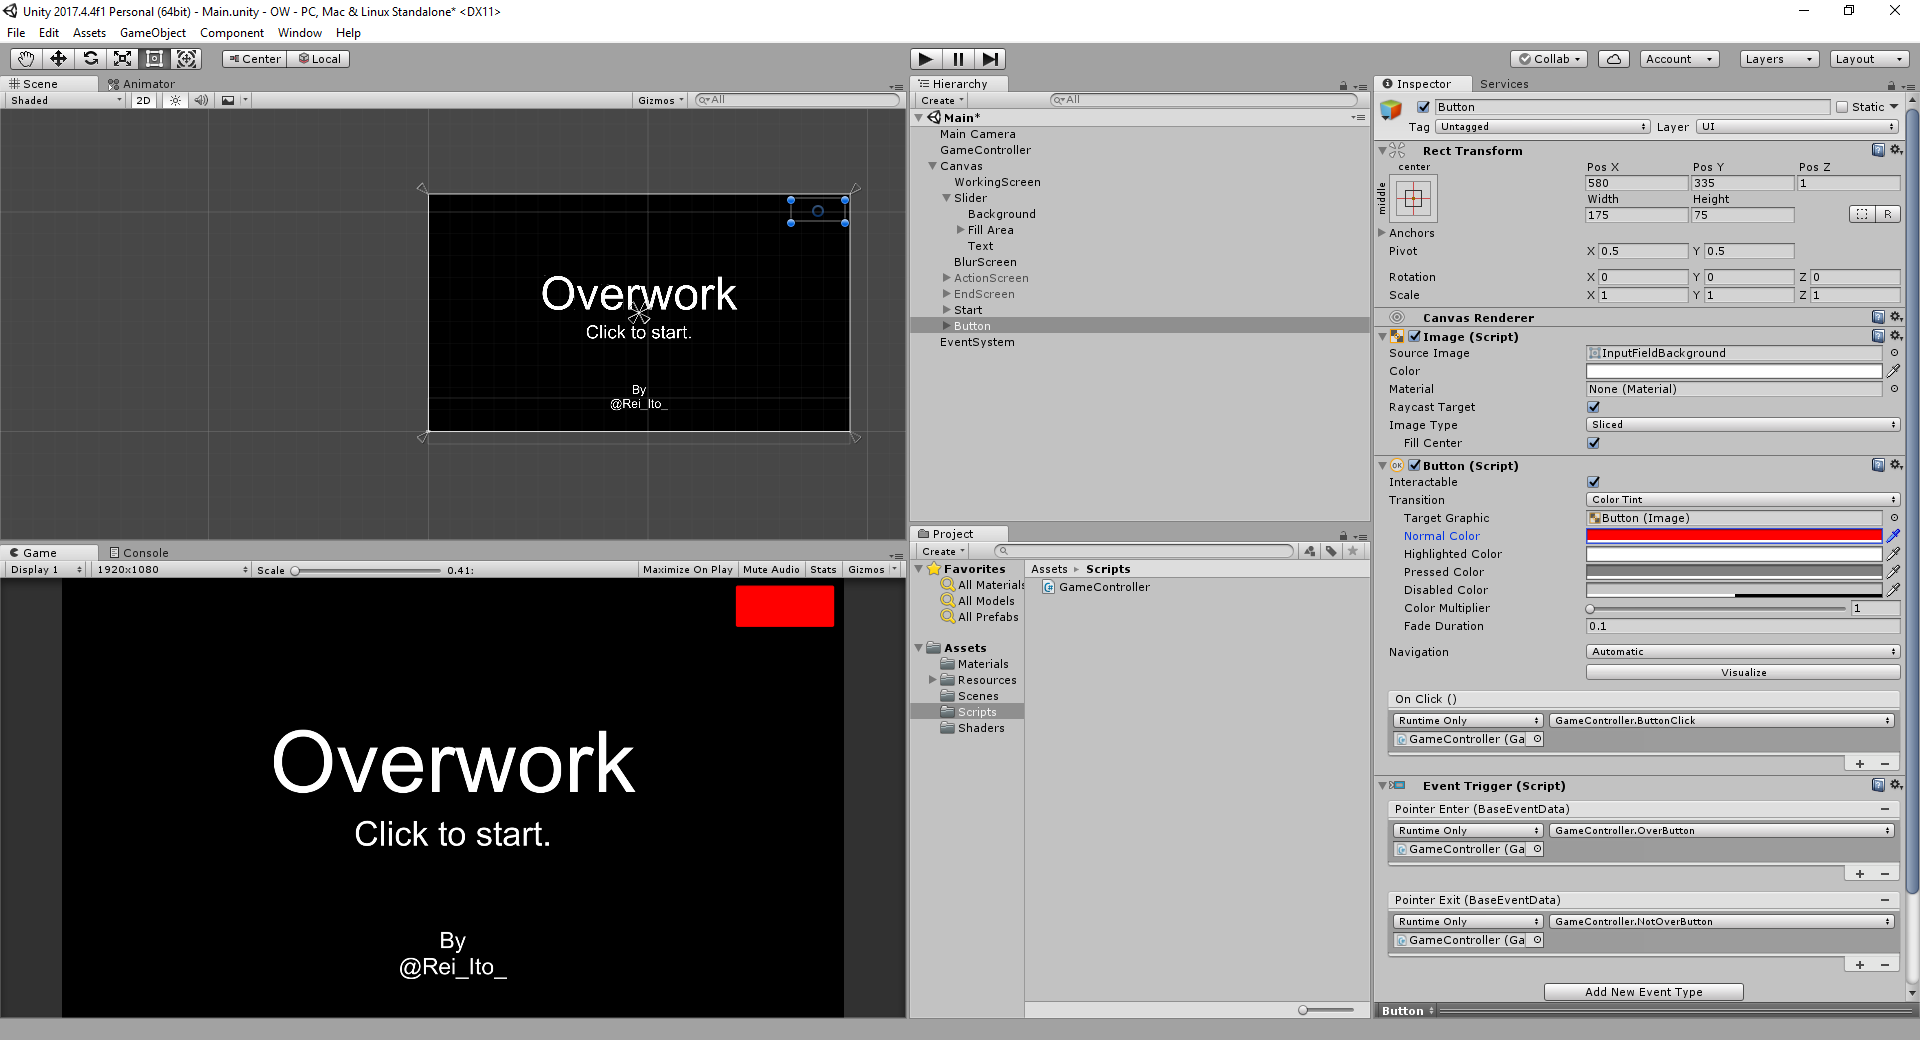 Unity 2017.4.4f1 Personal (64bit) - Main.unity - OW - PC, Mac & Linux Standalone* <DX11>
File Edit Assets GameObject Component Window Help
Center Local
Collab Account Layers Layout
Scene Animator
Shaded 2D Gizmos All
Overwork
Click to start.
By
@Rei_Ito_
Game Console
Display 1 1920x1080 Scale 0.41: Maximize On Play Mute Audio Stats Gizmos
Overwork
Click to start.
By
@Rei_Ito_
Hierarchy
Create All
Main*
Main Camera
GameController
Canvas
WorkingScreen
Slider
Background
Fill Area
Text
BlurScreen
ActionScreen
EndScreen
Start
Button
EventSystem
Project
Create
Favorites
All Materials
All Models
All Prefabs
Assets
Materials
Resources
Scenes
Scripts
Shaders
Assets Scripts
GameController
Inspector Services
Button Static
Tag Untagged Layer UI
Rect Transform
center
middle
Pos X Pos Y Pos Z
580 335 1
Width Height
175 75 R
Anchors
Pivot X 0.5 Y 0.5
Rotation X 0 Y 0 Z 0
Scale X 1 Y 1 Z 1
Canvas Renderer
Image (Script)
Source Image InputFieldBackground
Color
Material None (Material)
Raycast Target
Image Type Sliced
Fill Center
OK Button (Script)
Interactable
Transition Color Tint
Target Graphic Button (Image)
Normal Color
Highlighted Color
Pressed Color
Disabled Color
Color Multiplier 1
Fade Duration 0.1
Navigation Automatic
Visualize
On Click ()
Runtime Only GameController.ButtonClick
GameController (Ga
+ −
Event Trigger (Script)
Pointer Enter (BaseEventData) −
Runtime Only GameController.OverButton
GameController (Ga
+ −
Pointer Exit (BaseEventData) −
Runtime Only GameController.NotOverButton
GameController (Ga
+ −
Add New Event Type
Button